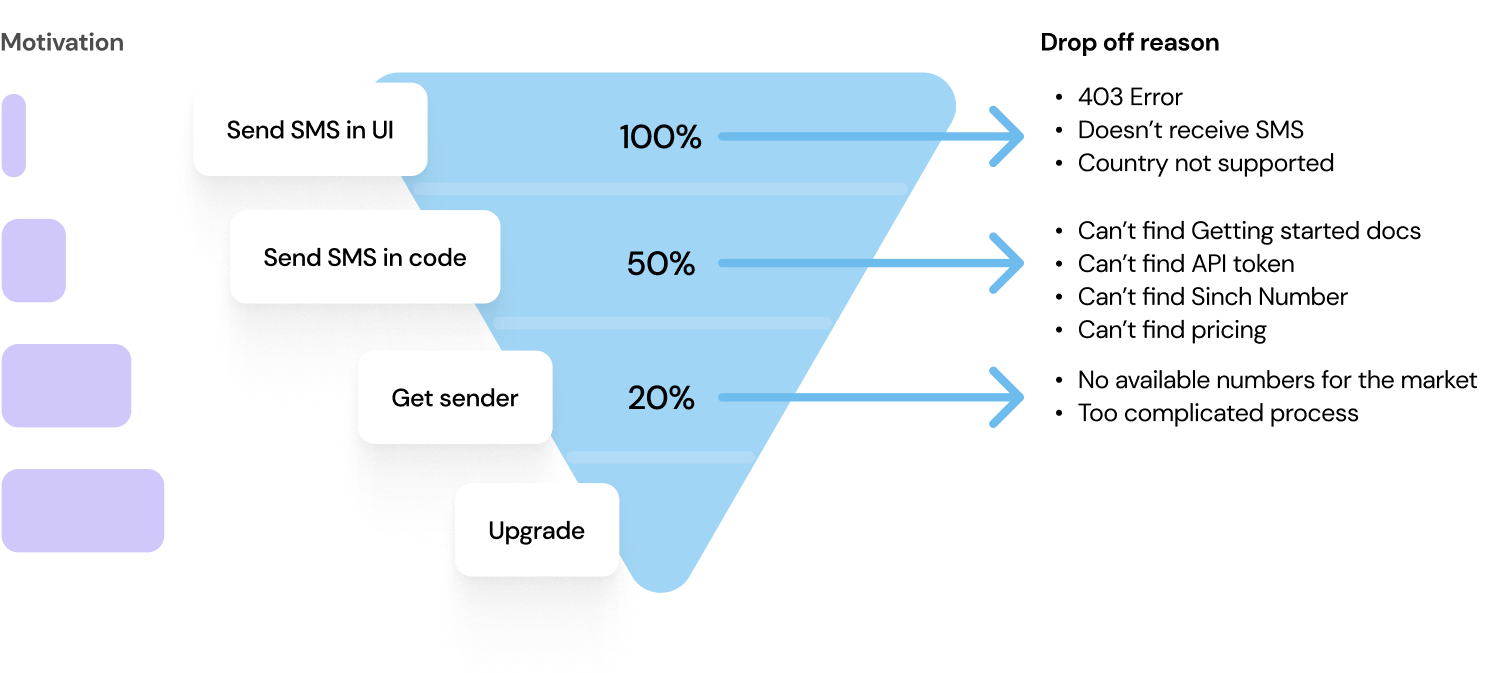 Motivation
Drop off reason
Send SMS in UI
100%
• 403 Error
• Doesn’t receive SMS
• Country not supported
Send SMS in code
50%
• Can’t find Getting started docs
• Can’t find API token
• Can’t find Sinch Number
• Can’t find pricing
Get sender
20%
• No available numbers for the market
• Too complicated process
Upgrade